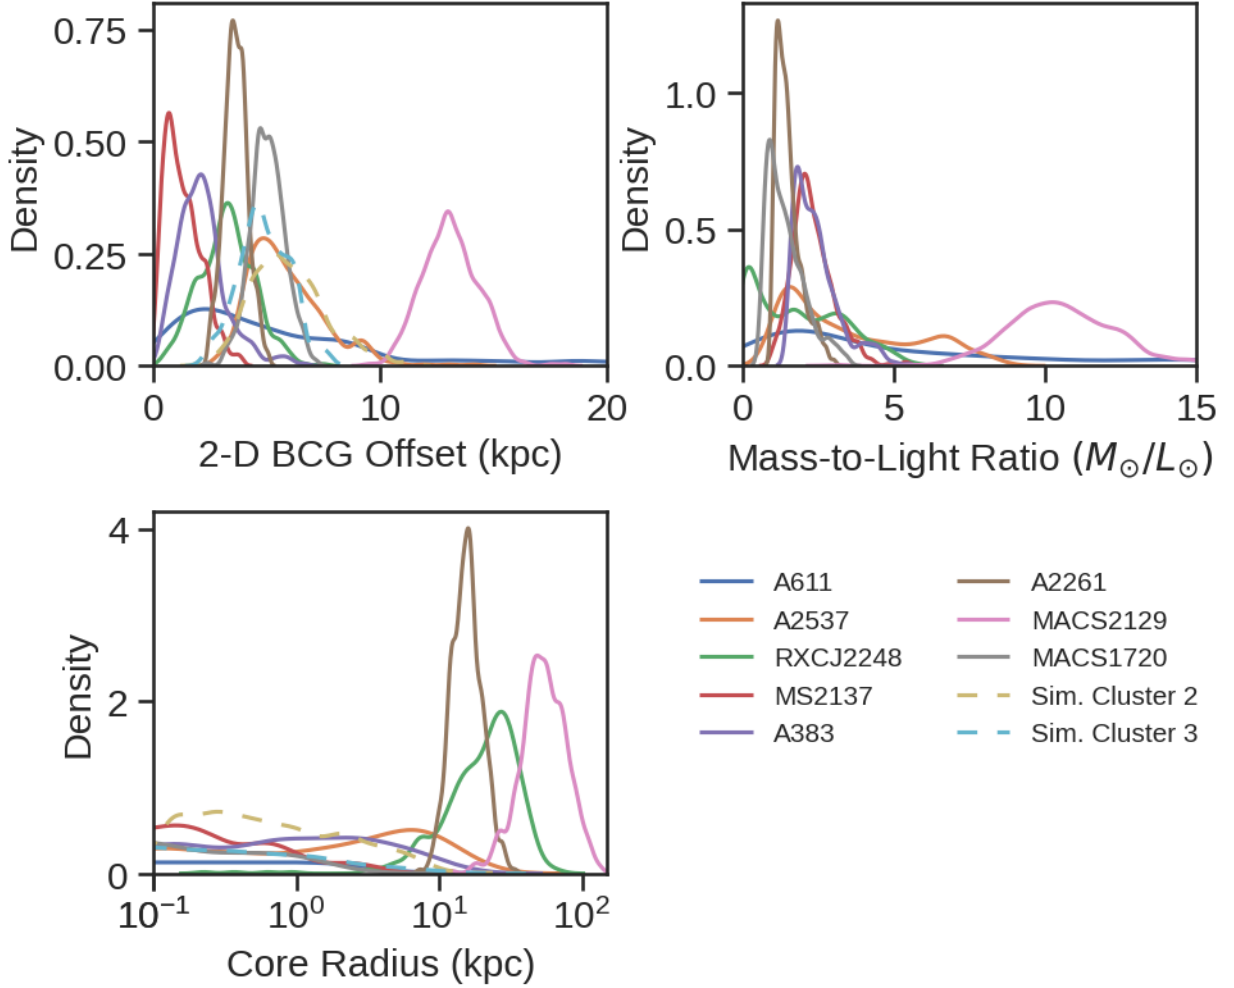 0.75
0.50
0.25
0.00
Density
0
10
20
2-D BCG Offset (kpc)
1.0
0.5
0.0
Density
0
5
10
15
Mass-to-Light Ratio (M⊙/L⊙)
4
2
0
Density
10⁻¹
10⁰
10¹
10²
Core Radius (kpc)
A611
A2537
RXCJ2248
MS2137
A383
A2261
MACS2129
MACS1720
Sim. Cluster 2
Sim. Cluster 3